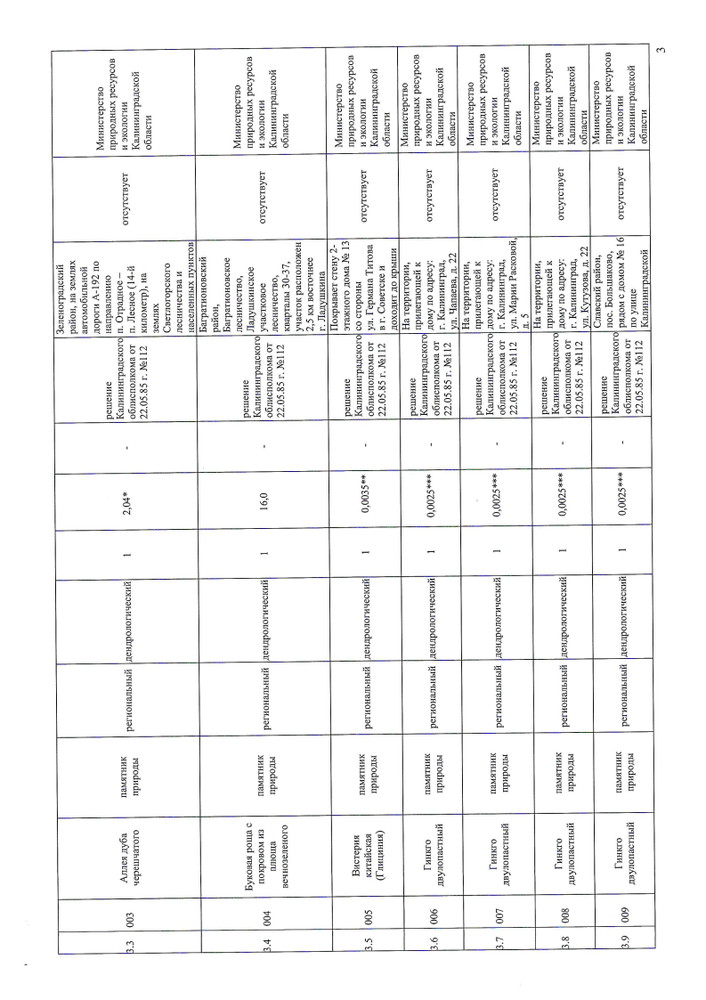 3.3
003
Аллея дуба
черешчатого
памятник
природы
региональный
дендрологический
1
2,04*
-
решение
Калининградского
облисполкома от
22.05.85 г. №112
Зеленоградский
район, на землях
автомобильной
дороги А-192 по
направлению
п. Отрадное –
п. Лесное (14-й
километр), на
землях
Светлогорского
лесничества и
населенных пунктов
отсутствует
Министерство
природных ресурсов
и экологии
Калининградской
области
3.4
004
Буковая роща с
покровом из
плюща
вечнозеленого
памятник
природы
региональный
дендрологический
1
16,0
-
решение
Калининградского
облисполкома от
22.05.85 г. №112
Багратионовский
район,
Багратионовское
лесничество,
Ладушкинское
участковое
лесничество,
кварталы 30-37,
участок расположен
2,5 км восточнее
г. Ладушкина
отсутствует
Министерство
природных ресурсов
и экологии
Калининградской
области
3.5
005
Вистерия
китайская
(Глициния)
памятник
природы
региональный
дендрологический
1
0,0035**
-
решение
Калининградского
облисполкома от
22.05.85 г. №112
Покрывает стену 2-
этажного дома № 13
со стороны
ул. Германа Титова
в г. Советске и
доходит до крыши
отсутствует
Министерство
природных ресурсов
и экологии
Калининградской
области
3.6
006
Гинкго
двулопастный
памятник
природы
региональный
дендрологический
1
0,0025***
-
решение
Калининградского
облисполкома от
22.05.85 г. №112
На территории,
прилегающей к
дому по адресу:
г. Калининград,
ул. Чапаева, д. 22
отсутствует
Министерство
природных ресурсов
и экологии
Калининградской
области
3.7
007
Гинкго
двулопастный
памятник
природы
региональный
дендрологический
1
0,0025***
-
решение
Калининградского
облисполкома от
22.05.85 г. №112
На территории,
прилегающей к
дому по адресу:
г. Калининград,
ул. Марии Расковой,
д. 5
отсутствует
Министерство
природных ресурсов
и экологии
Калининградской
области
3.8
008
Гинкго
двулопастный
памятник
природы
региональный
дендрологический
1
0,0025***
-
решение
Калининградского
облисполкома от
22.05.85 г. №112
На территории,
прилегающей к
дому по адресу:
г. Калининград,
ул. Кутузова, д. 22
отсутствует
Министерство
природных ресурсов
и экологии
Калининградской
области
3.9
009
Гинкго
двулопастный
памятник
природы
региональный
дендрологический
1
0,0025***
-
решение
Калининградского
облисполкома от
22.05.85 г. №112
Славский район,
пос. Большаково,
рядом с домом № 16
по улице
Калининградской
отсутствует
Министерство
природных ресурсов
и экологии
Калининградской
области
3